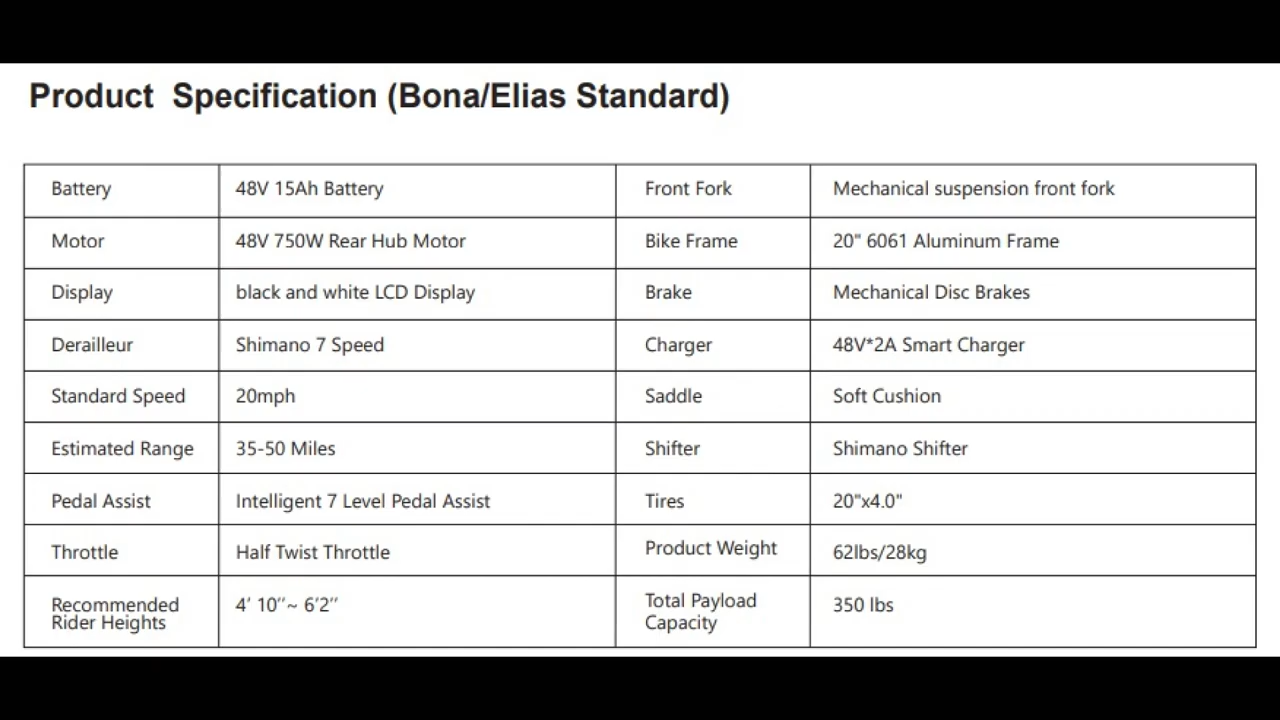 Product Specification (Bona/Elias Standard)
Battery 48V 15Ah Battery Front Fork Mechanical suspension front fork
Motor 48V 750W Rear Hub Motor Bike Frame 20" 6061 Aluminum Frame
Display black and white LCD Display Brake Mechanical Disc Brakes
Derailleur Shimano 7 Speed Charger 48V*2A Smart Charger
Standard Speed 20mph Saddle Soft Cushion
Estimated Range 35-50 Miles Shifter Shimano Shifter
Pedal Assist Intelligent 7 Level Pedal Assist Tires 20"x4.0"
Throttle Half Twist Throttle Product Weight 62lbs/28kg
Recommended 4’ 10’’~ 6’2’’ Total Payload 350 lbs
Rider Heights Capacity